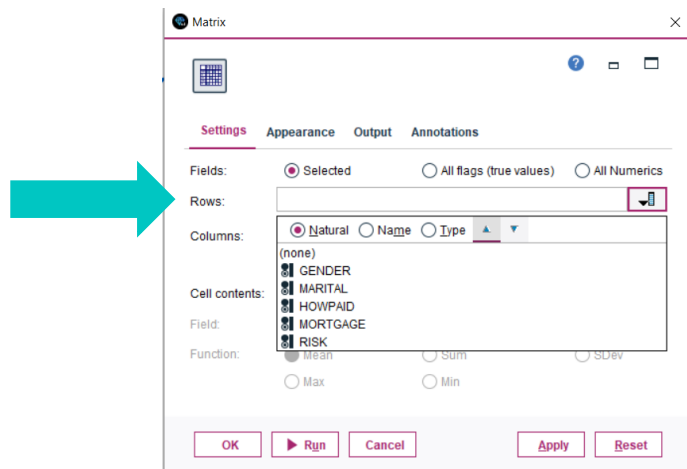 Matrix
Settings Appearance Output Annotations
Fields: Selected All flags (true values) All Numerics
Rows:
Columns: Natural Name Type
(none)
GENDER
Cell contents: MARITAL
HOWPAID
Field: MORTGAGE
RISK
Function: Mean Sum SDev
Max Min
OK Run Cancel Apply Reset